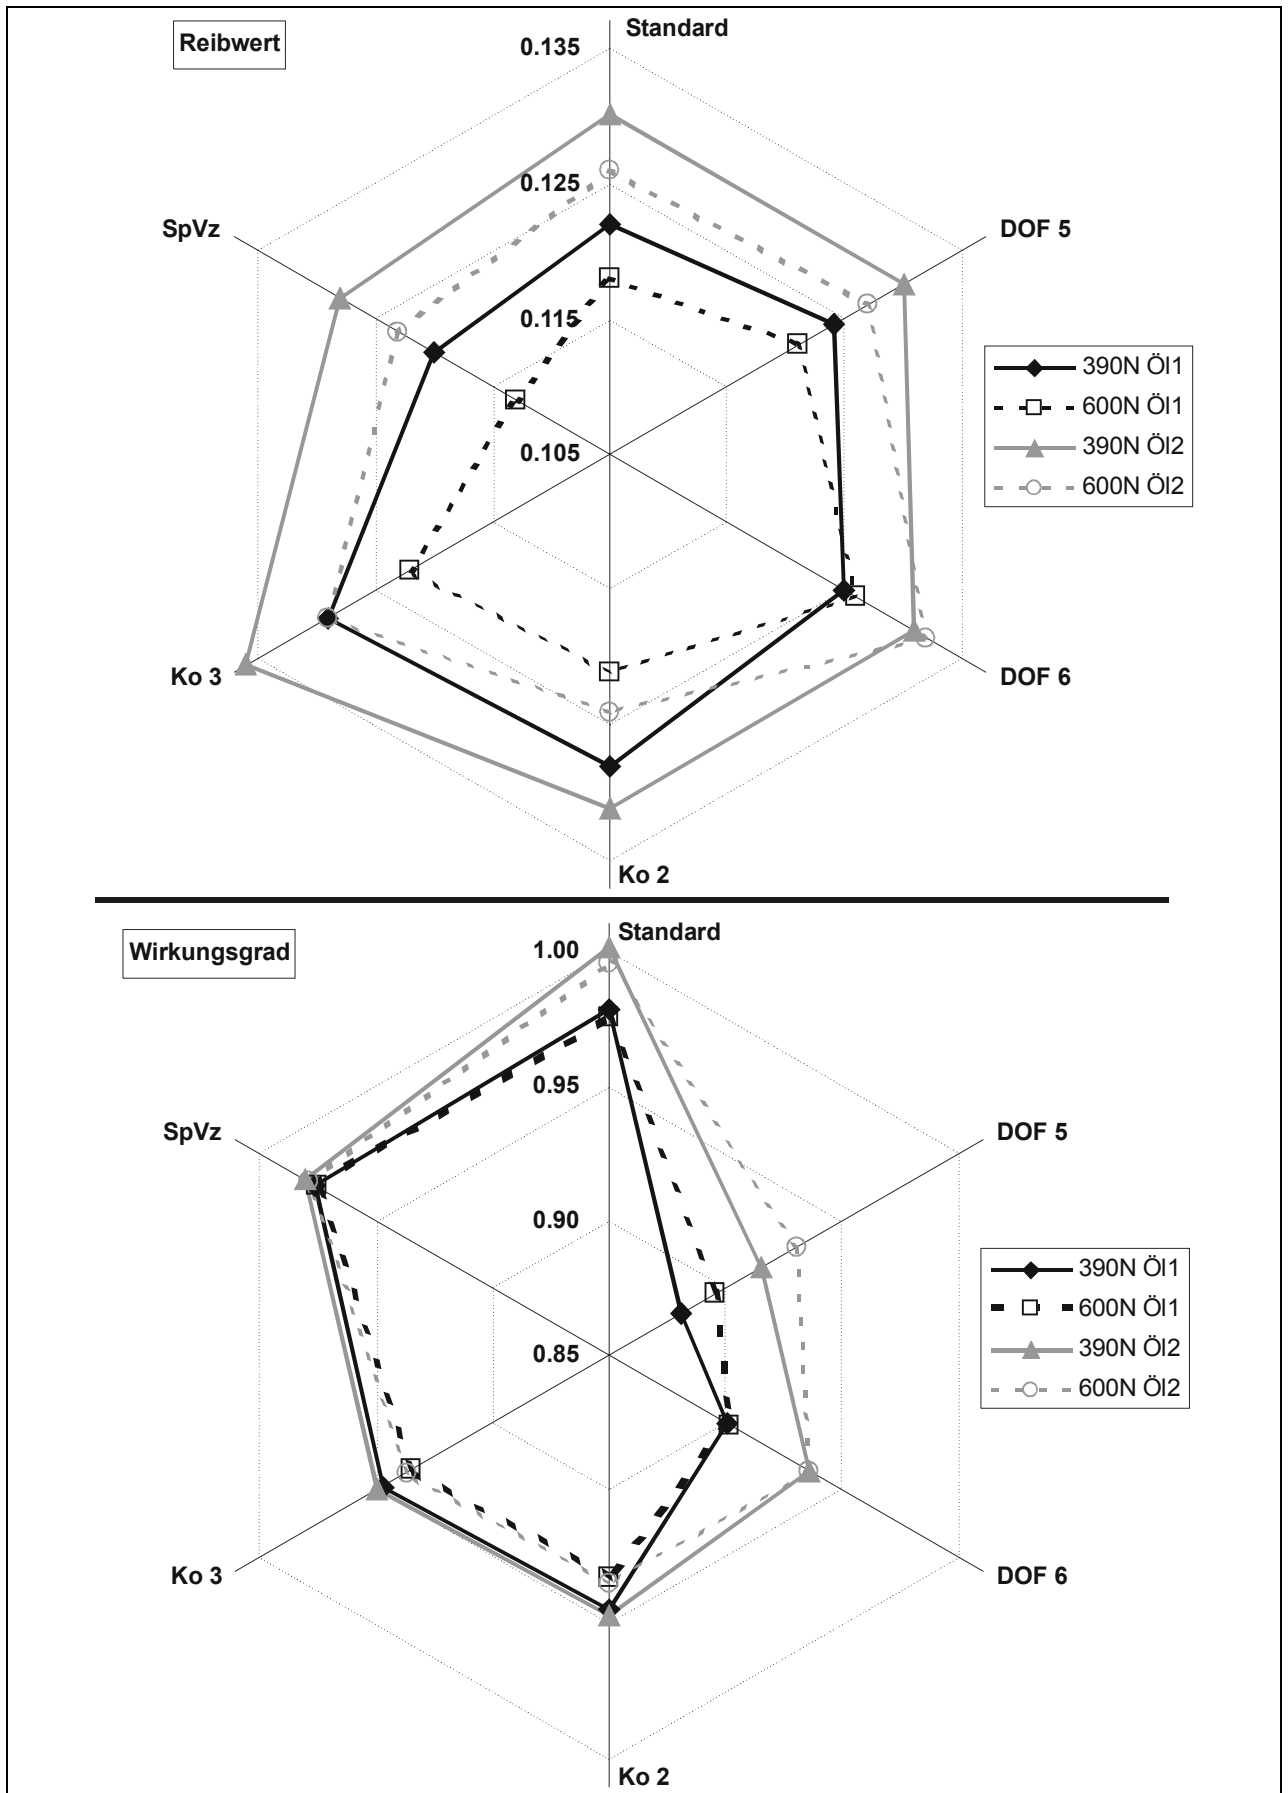 Reibwert
Standard
0.135
0.125
0.115
0.105
SpVz
DOF 5
390N Öl1
600N Öl1
390N Öl2
600N Öl2
Ko 3
DOF 6
Ko 2
Wirkungsgrad
Standard
1.00
0.95
0.90
0.85
SpVz
DOF 5
390N Öl1
600N Öl1
390N Öl2
600N Öl2
Ko 3
DOF 6
Ko 2